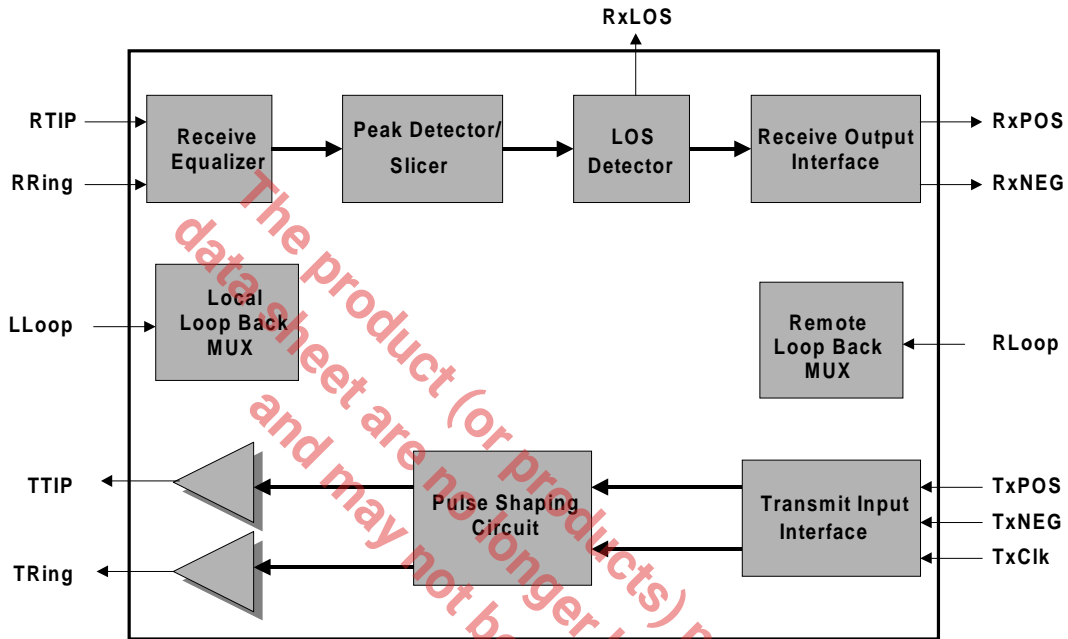 RxLOS
RTIP
RRing
Receive
Equalizer
Peak Detector/
Slicer
LOS
Detector
Receive Output
Interface
RxPOS
RxNEG
LLoop
Local
Loop Back
MUX
Remote
Loop Back
MUX
RLoop
TTIP
TRing
Pulse Shaping
Circuit
Transmit Input
Interface
TxPOS
TxNEG
TxClk
The product (or products)
data sheet are no longer
and may not be